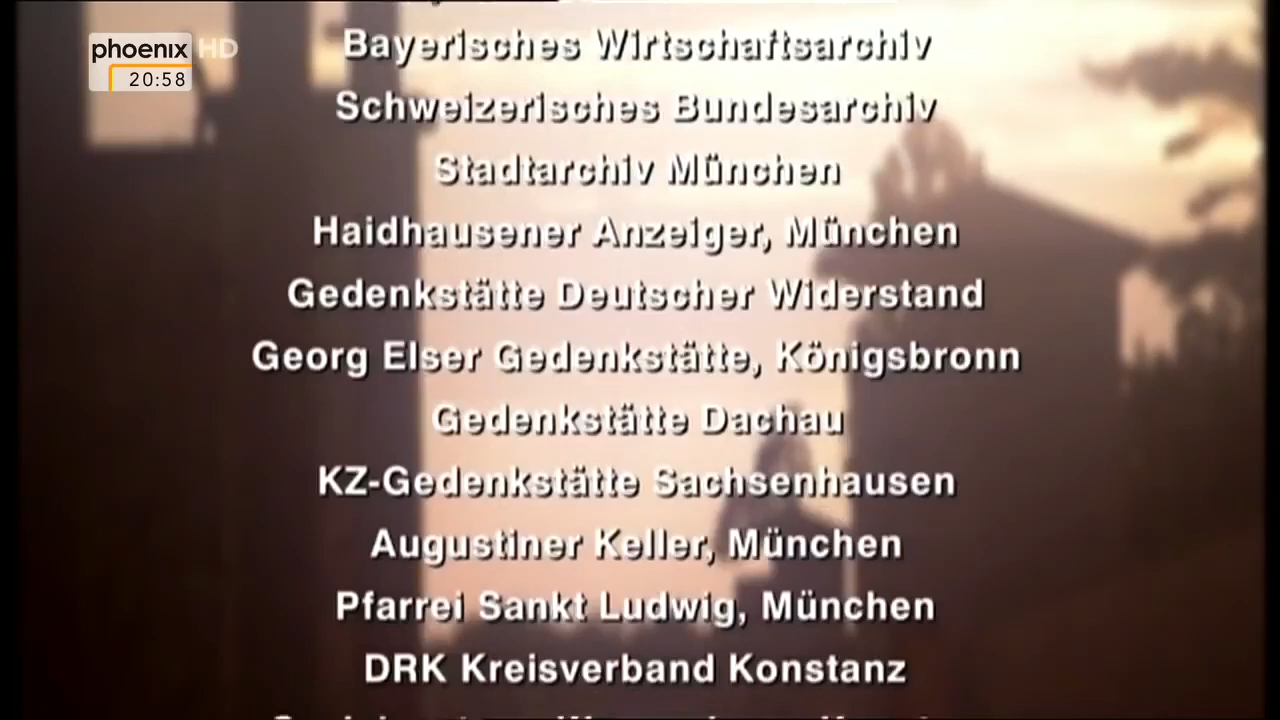 phoenix HD
20:58
Bayerisches Wirtschaftsarchiv
Schweizerisches Bundesarchiv
Stadtarchiv München
Haidhausener Anzeiger, München
Gedenkstätte Deutscher Widerstand
Georg Elser Gedenkstätte, Königsbronn
Gedenkstätte Dachau
KZ-Gedenkstätte Sachsenhausen
Augustiner Keller, München
Pfarrei Sankt Ludwig, München
DRK Kreisverband Konstanz